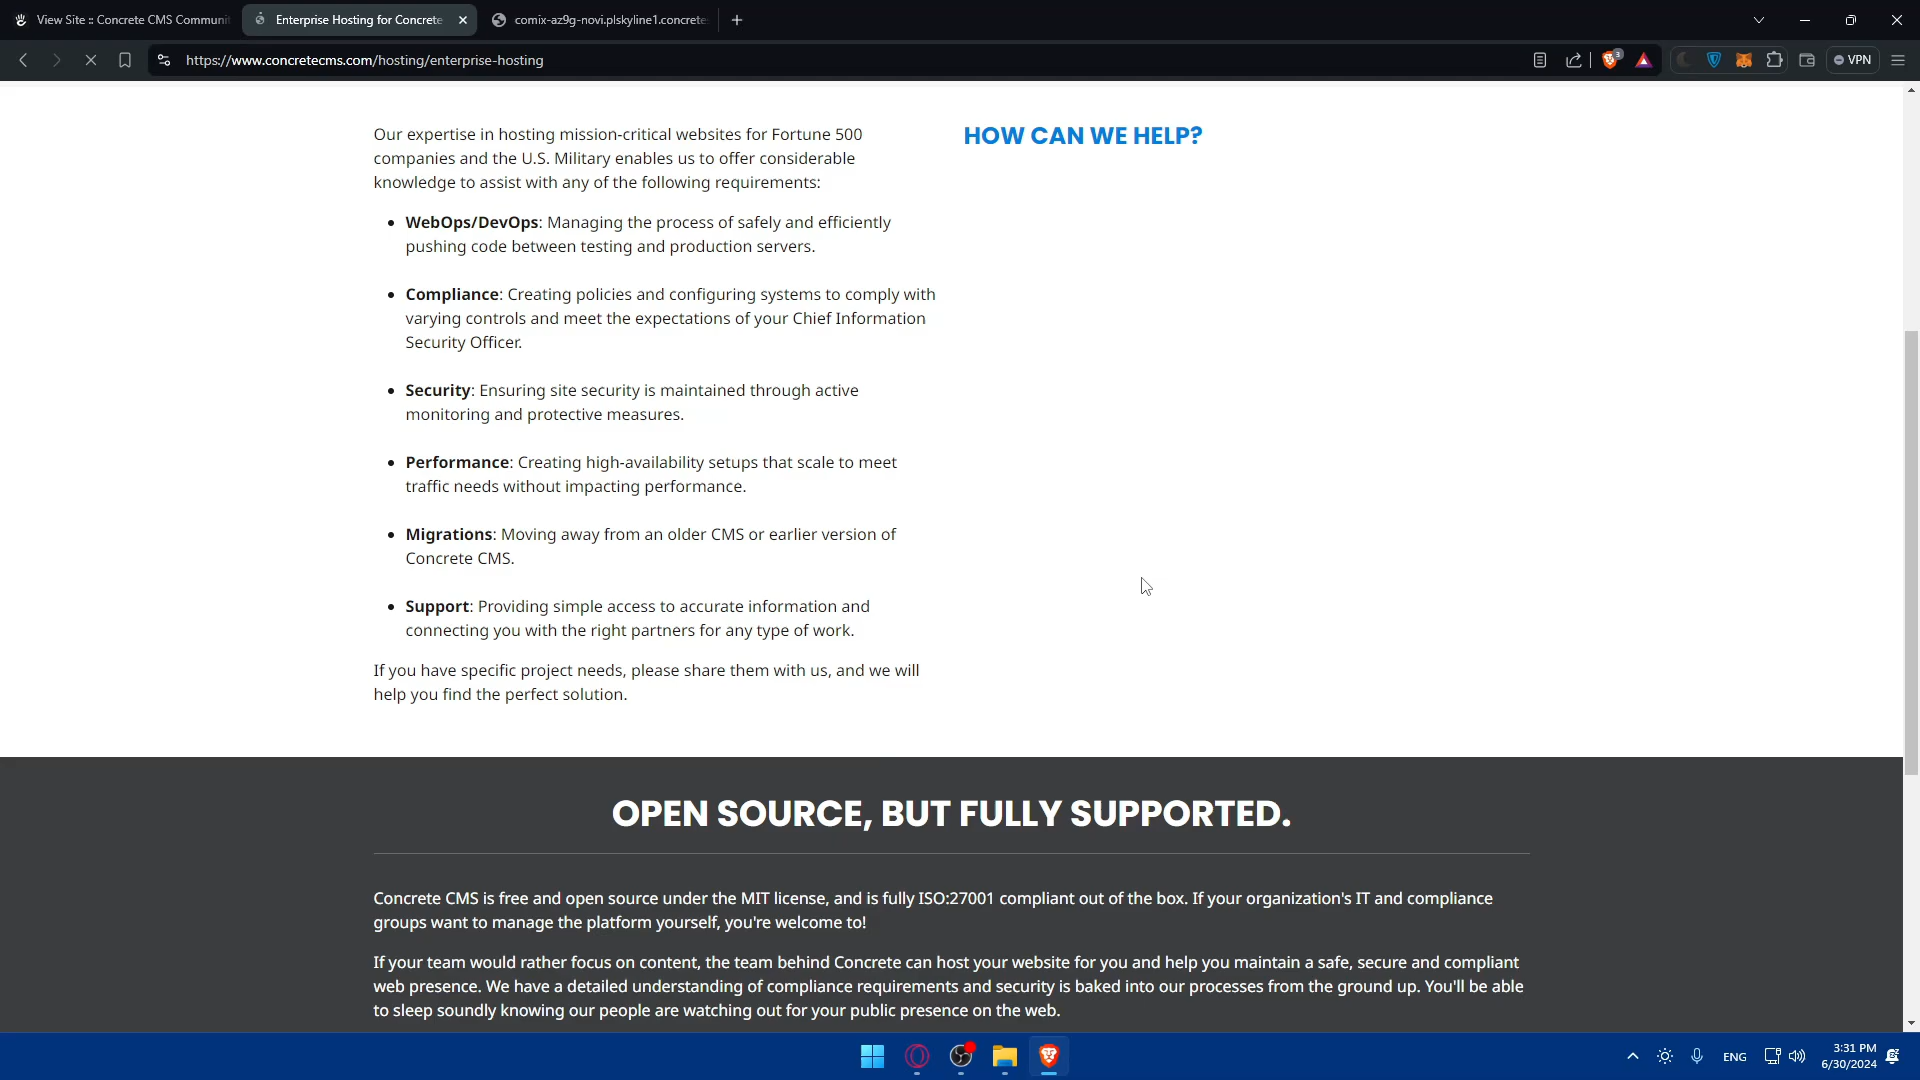 View Site :: Concrete CMS Communi
Enterprise Hosting for Concrete
comix-az9g-novi.plskyline1.concrete
https://www.concretecms.com/hosting/enterprise-hosting
3
VPN
Our expertise in hosting mission-critical websites for Fortune 500
companies and the U.S. Military enables us to offer considerable
knowledge to assist with any of the following requirements:
WebOps/DevOps: Managing the process of safely and efficiently
pushing code between testing and production servers.
Compliance: Creating policies and configuring systems to comply with
varying controls and meet the expectations of your Chief Information
Security Officer.
Security: Ensuring site security is maintained through active
monitoring and protective measures.
Performance: Creating high-availability setups that scale to meet
traffic needs without impacting performance.
Migrations: Moving away from an older CMS or earlier version of
Concrete CMS.
Support: Providing simple access to accurate information and
connecting you with the right partners for any type of work.
If you have specific project needs, please share them with us, and we will
help you find the perfect solution.
HOW CAN WE HELP?
OPEN SOURCE, BUT FULLY SUPPORTED.
Concrete CMS is free and open source under the MIT license, and is fully ISO:27001 compliant out of the box. If your organization's IT and compliance
groups want to manage the platform yourself, you're welcome to!
If your team would rather focus on content, the team behind Concrete can host your website for you and help you maintain a safe, secure and compliant
web presence. We have a detailed understanding of compliance requirements and security is baked into our processes from the ground up. You'll be able
to sleep soundly knowing our people are watching out for your public presence on the web.
ENG
3:31 PM
6/30/2024